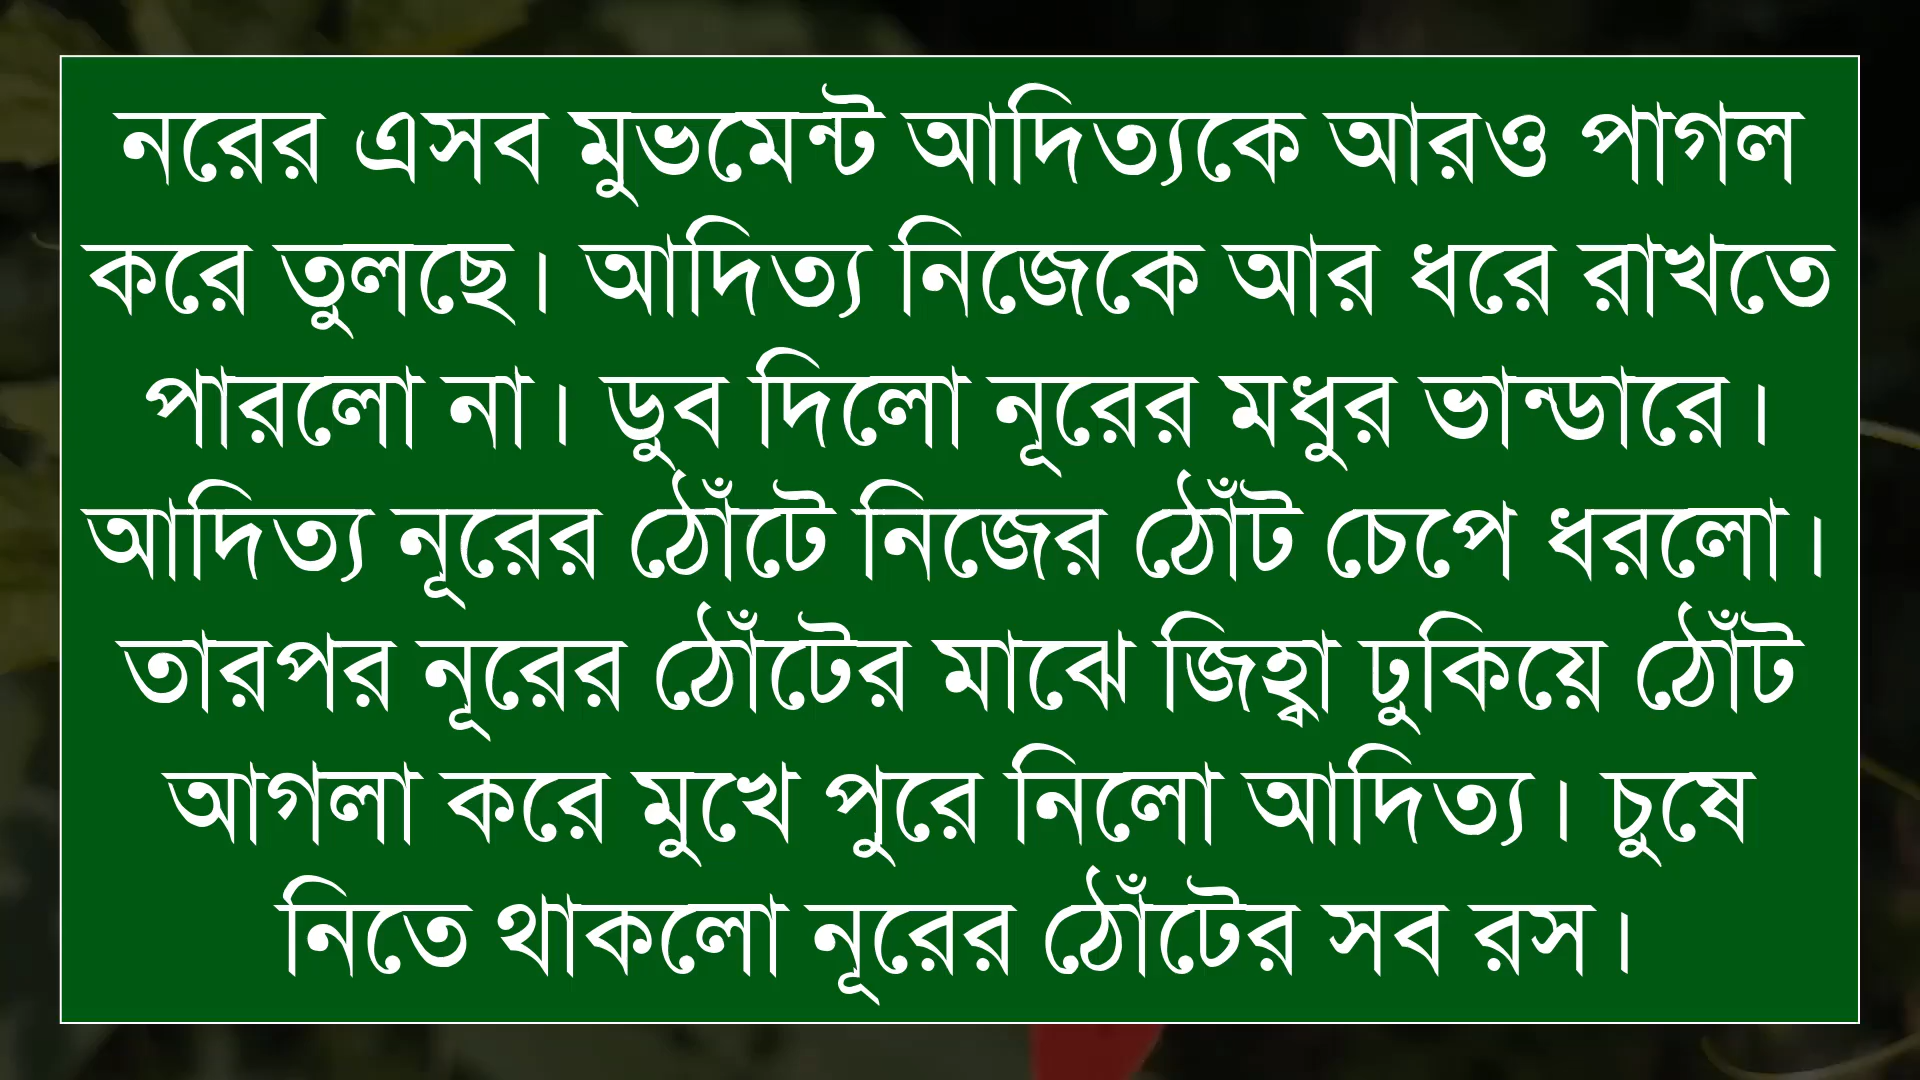 নরের এসব মুভমেন্ট আদিত্যকে আরও পাগল
করে তুলছে। আদিত্য নিজেকে আর ধরে রাখতে
পারলো না। ডুব দিলো নূরের মধুর ভান্ডারে।
আদিত্য নূরের ঠোঁটে নিজের ঠোঁট চেপে ধরলো।
তারপর নূরের ঠোঁটের মাঝে জিহ্বা ঢুকিয়ে ঠোঁট
আগলা করে মুখে পুরে নিলো আদিত্য। চুষে
নিতে থাকলো নূরের ঠোঁটের সব রস।